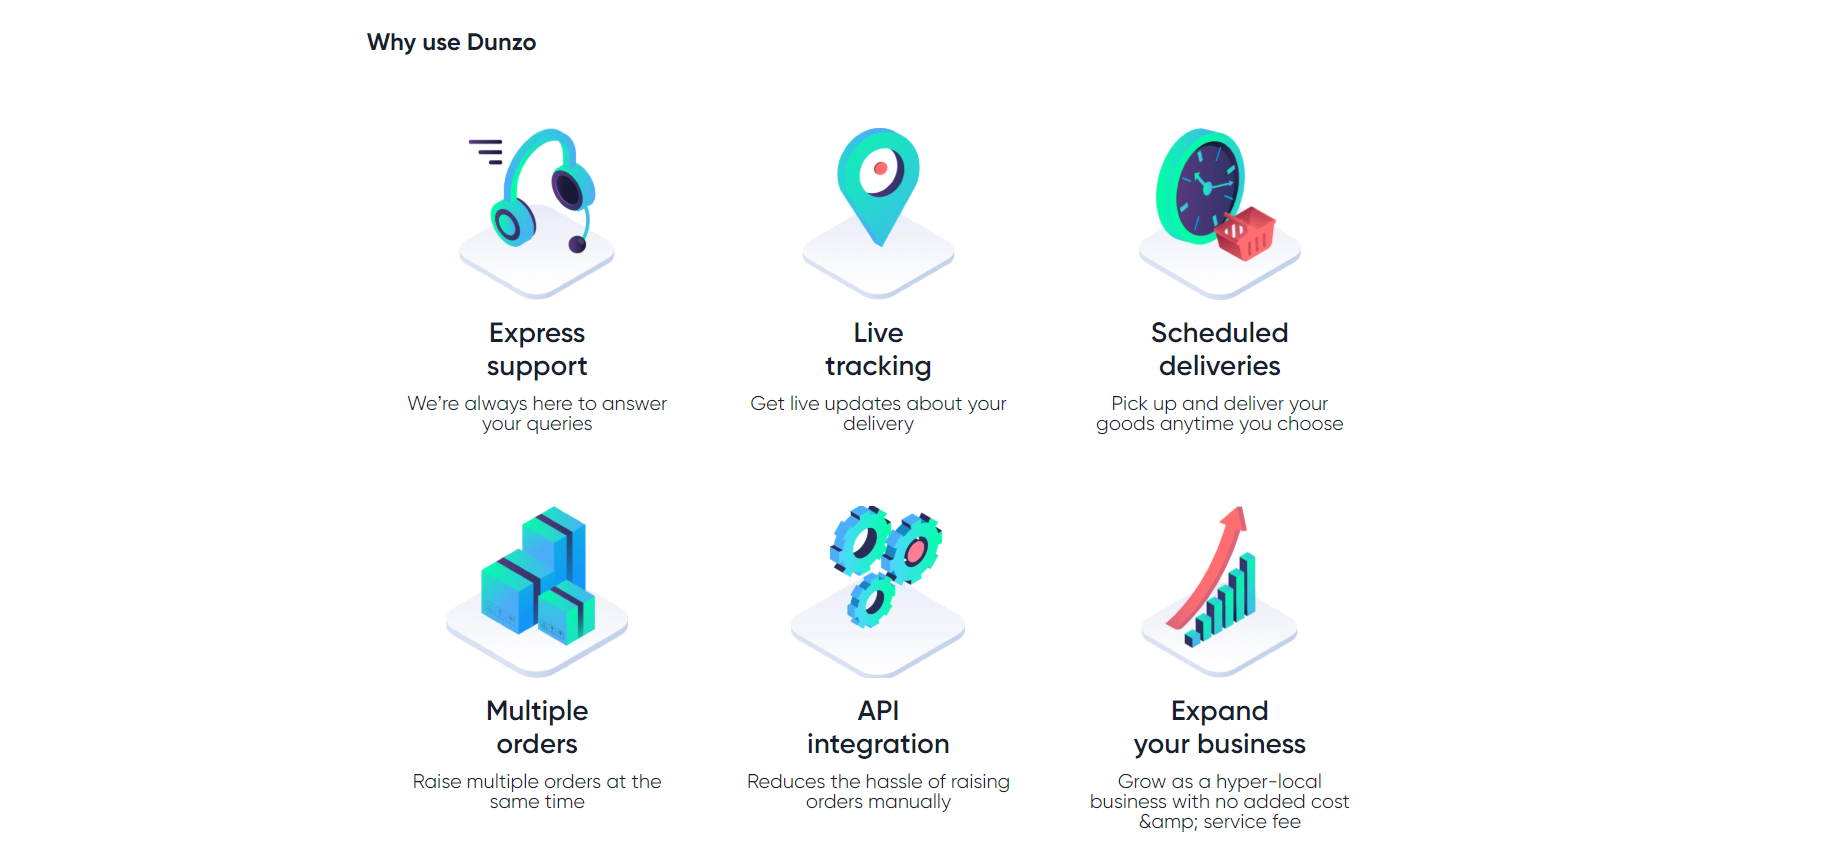 Why use Dunzo
Express
support
We’re always here to answer
your queries
Live
tracking
Get live updates about your
delivery
Scheduled
deliveries
Pick up and deliver your
goods anytime you choose
Multiple
orders
Raise multiple orders at the
same time
API
integration
Reduces the hassle of raising
orders manually
Expand
your business
Grow as a hyper-local
business with no added cost
&amp; service fee